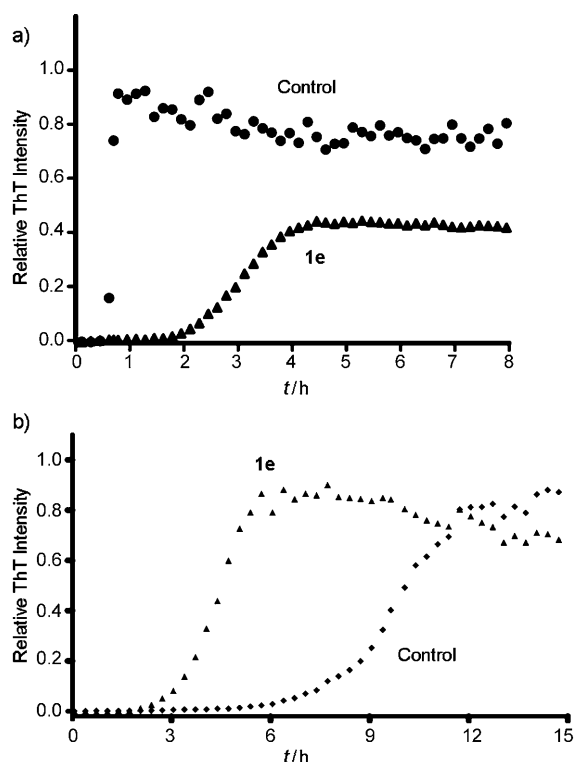 a)
Relative ThT Intensity
1.0
0.8
0.6
0.4
0.2
0.0
Control
1e
0 1 2 3 4 5 6 7 8
t/h
b)
Relative ThT Intensity
1.0
0.8
0.6
0.4
0.2
0.0
1e
Control
0 3 6 9 12 15
t/h